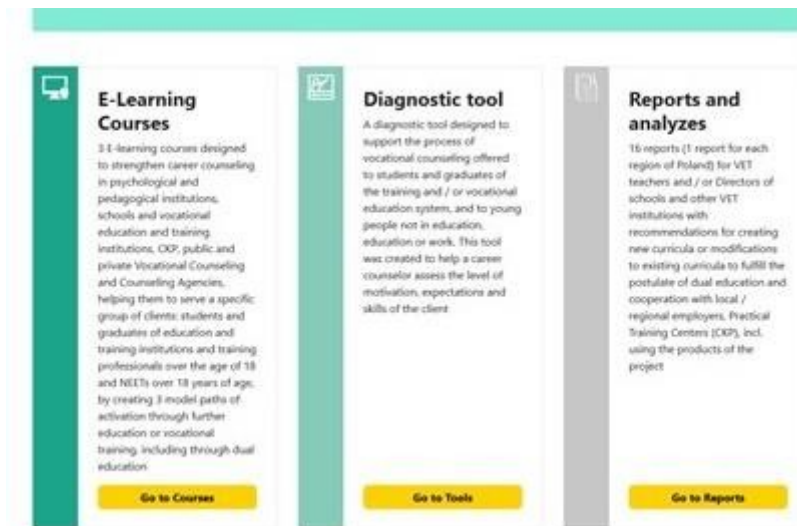 E-Learning
Courses
3 E-learning courses designed
to strengthen career counseling
in psychological and
pedagogical institutions,
schools and vocational
education and training
institutions, CKP, public and
private Vocational Counseling
and Counseling Agencies,
helping them to serve a specific
group of clients: students and
graduates of education and
training institutions and training
professionals over the age of 18
and NEETs over 18 years of age,
by creating 3 model paths of
activation through further
education or vocational
training, including through dual
education
Go to Courses
Diagnostic tool
A diagnostic tool designed to
support the process of
vocational counseling offered
to students and graduates of
the training and / or vocational
education system, and to young
people not in education,
education or work. This tool
was created to help a career
counselor assess the level of
motivation, expectations and
skills of the client
Go to Tools
Reports and
analyzes
16 reports (1 report for each
region of Poland) for VET
teachers and / or Directors of
schools and other VET
institutions with
recommendations for creating
new curricula or modifications
to existing curricula to fulfill the
postulate of dual education and
cooperation with local /
regional employers, Practical
Training Centers (CKP), incl.
using the products of the
project
Go to Reports